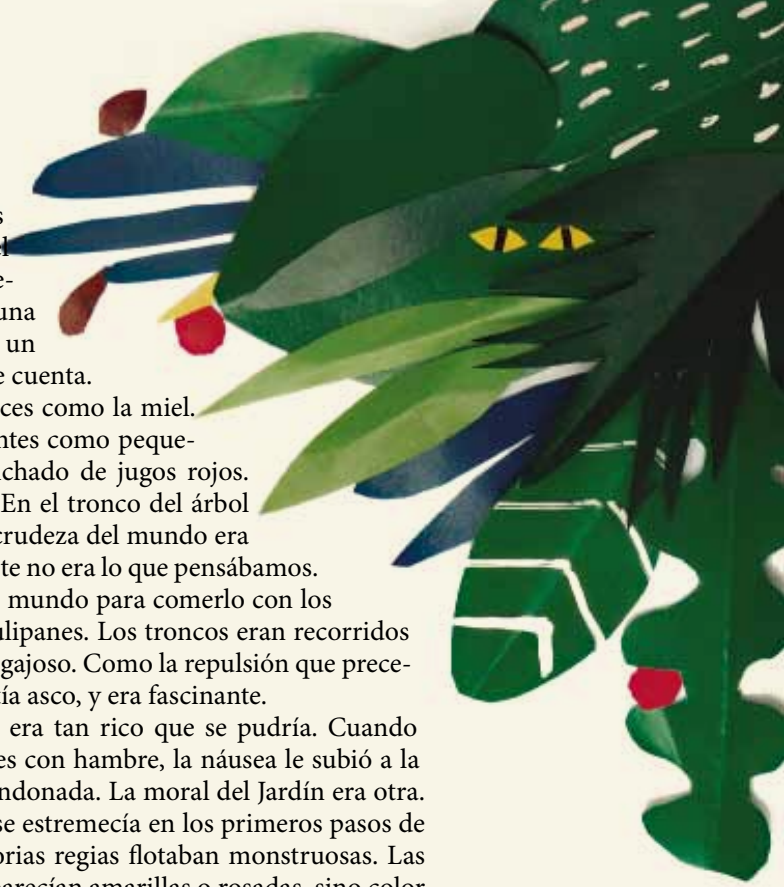 s
el
e-
una
un
e cuenta.
ces como la miel.
ntes como peque-
nchado de jugos rojos.
En el tronco del árbol
crudeza del mundo era
te no era lo que pensábamos.
mundo para comerlo con los
ulipanes. Los troncos eran recorridos
gajoso. Como la repulsión que prece-
tía asco, y era fascinante.
era tan rico que se pudría. Cuando
es con hambre, la náusea le subió a la
ndonada. La moral del Jardín era otra.
se estremecía en los primeros pasos de
orias regias flotaban monstruosas. Las
parecían amarillas o rosadas, sino color